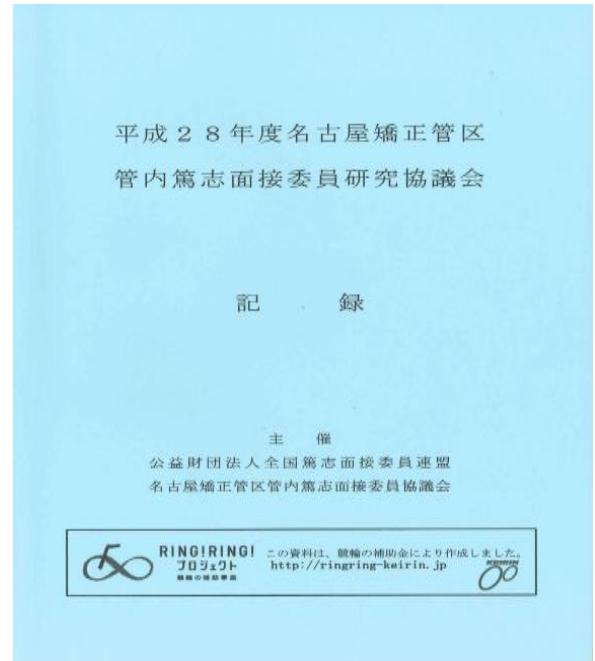 平成２８年度名古屋矯正管区
管内篤志面接委員研究協議会
記　録
主　催
公益財団法人全国篤志面接委員連盟
名古屋矯正管区管内篤志面接委員協議会
RING!RING!
プロジェクト
競輪の補助事業
この資料は、競輪の補助金により作成しました。
http://ringring-keirin.jp
KEIRIN